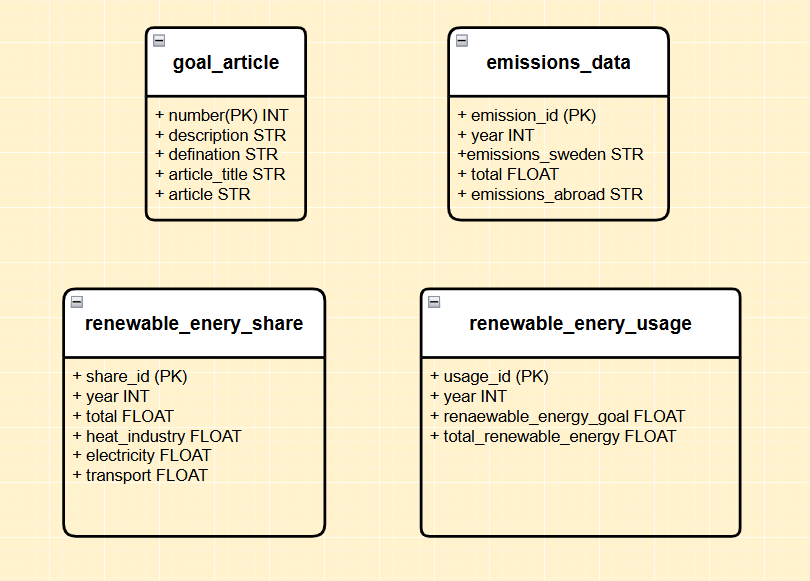 goal_article
+ number(PK) INT
+ description STR
+ defination STR
+ article_title STR
+ article STR
emissions_data
+ emission_id (PK)
+ year INT
+emissions_sweden STR
+ total FLOAT
+ emissions_abroad STR
renewable_enery_share
+ share_id (PK)
+ year INT
+ total FLOAT
+ heat_industry FLOAT
+ electricity FLOAT
+ transport FLOAT
renewable_enery_usage
+ usage_id (PK)
+ year INT
+ renaewable_energy_goal FLOAT
+ total_renewable_energy FLOAT